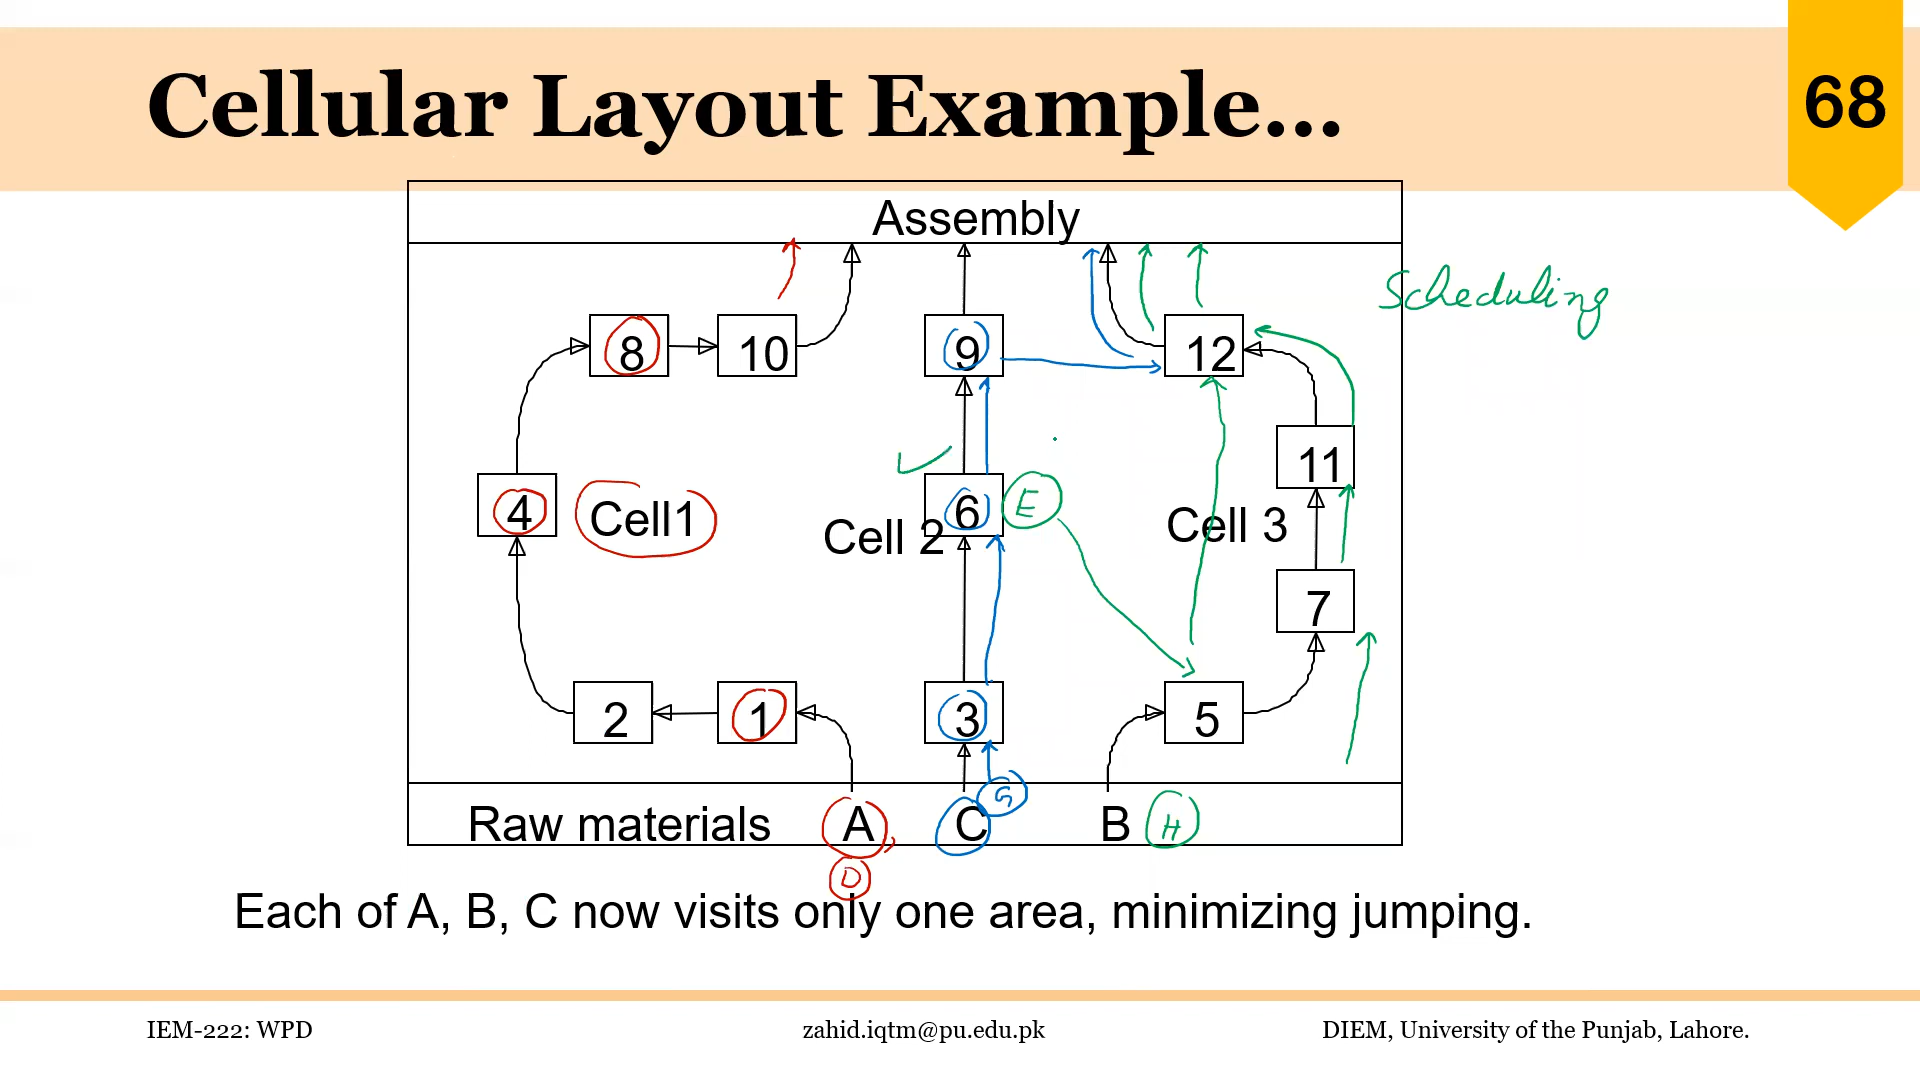 Cellular Layout Example...
68
Assembly
Scheduling
8 10 9 12
11
4 Cell1 Cell 2 6 E Cell 3
7
2 1 3 5
G
Raw materials A C B H
D
Each of A, B, C now visits only one area, minimizing jumping.
IEM-222: WPD zahid.iqtm@pu.edu.pk DIEM, University of the Punjab, Lahore.